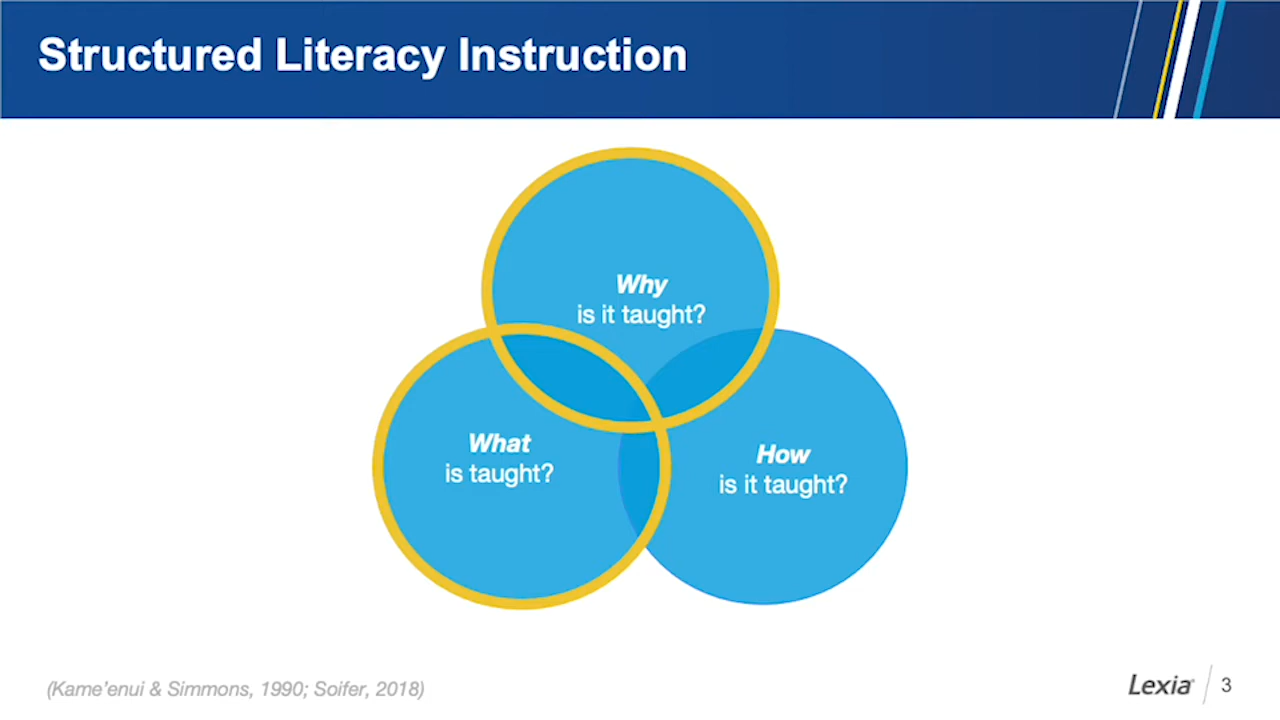 Structured Literacy Instruction
Why
is it taught?
What
is taught?
How
is it taught?
(Kame'enui & Simmons, 1990; Soifer, 2018)
Lexia
3